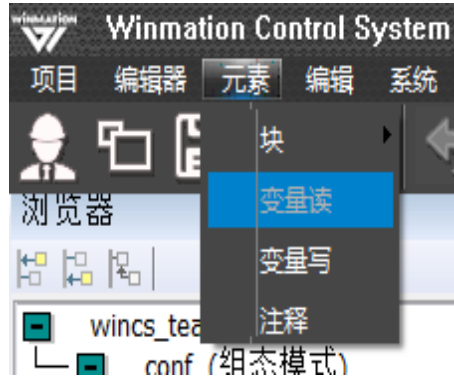 WINMATION
Winmation Control System
项目 编辑器 元素 编辑 系统
块
变量读
浏览器
变量写
注释
wincs_tea
conf (组态模式)